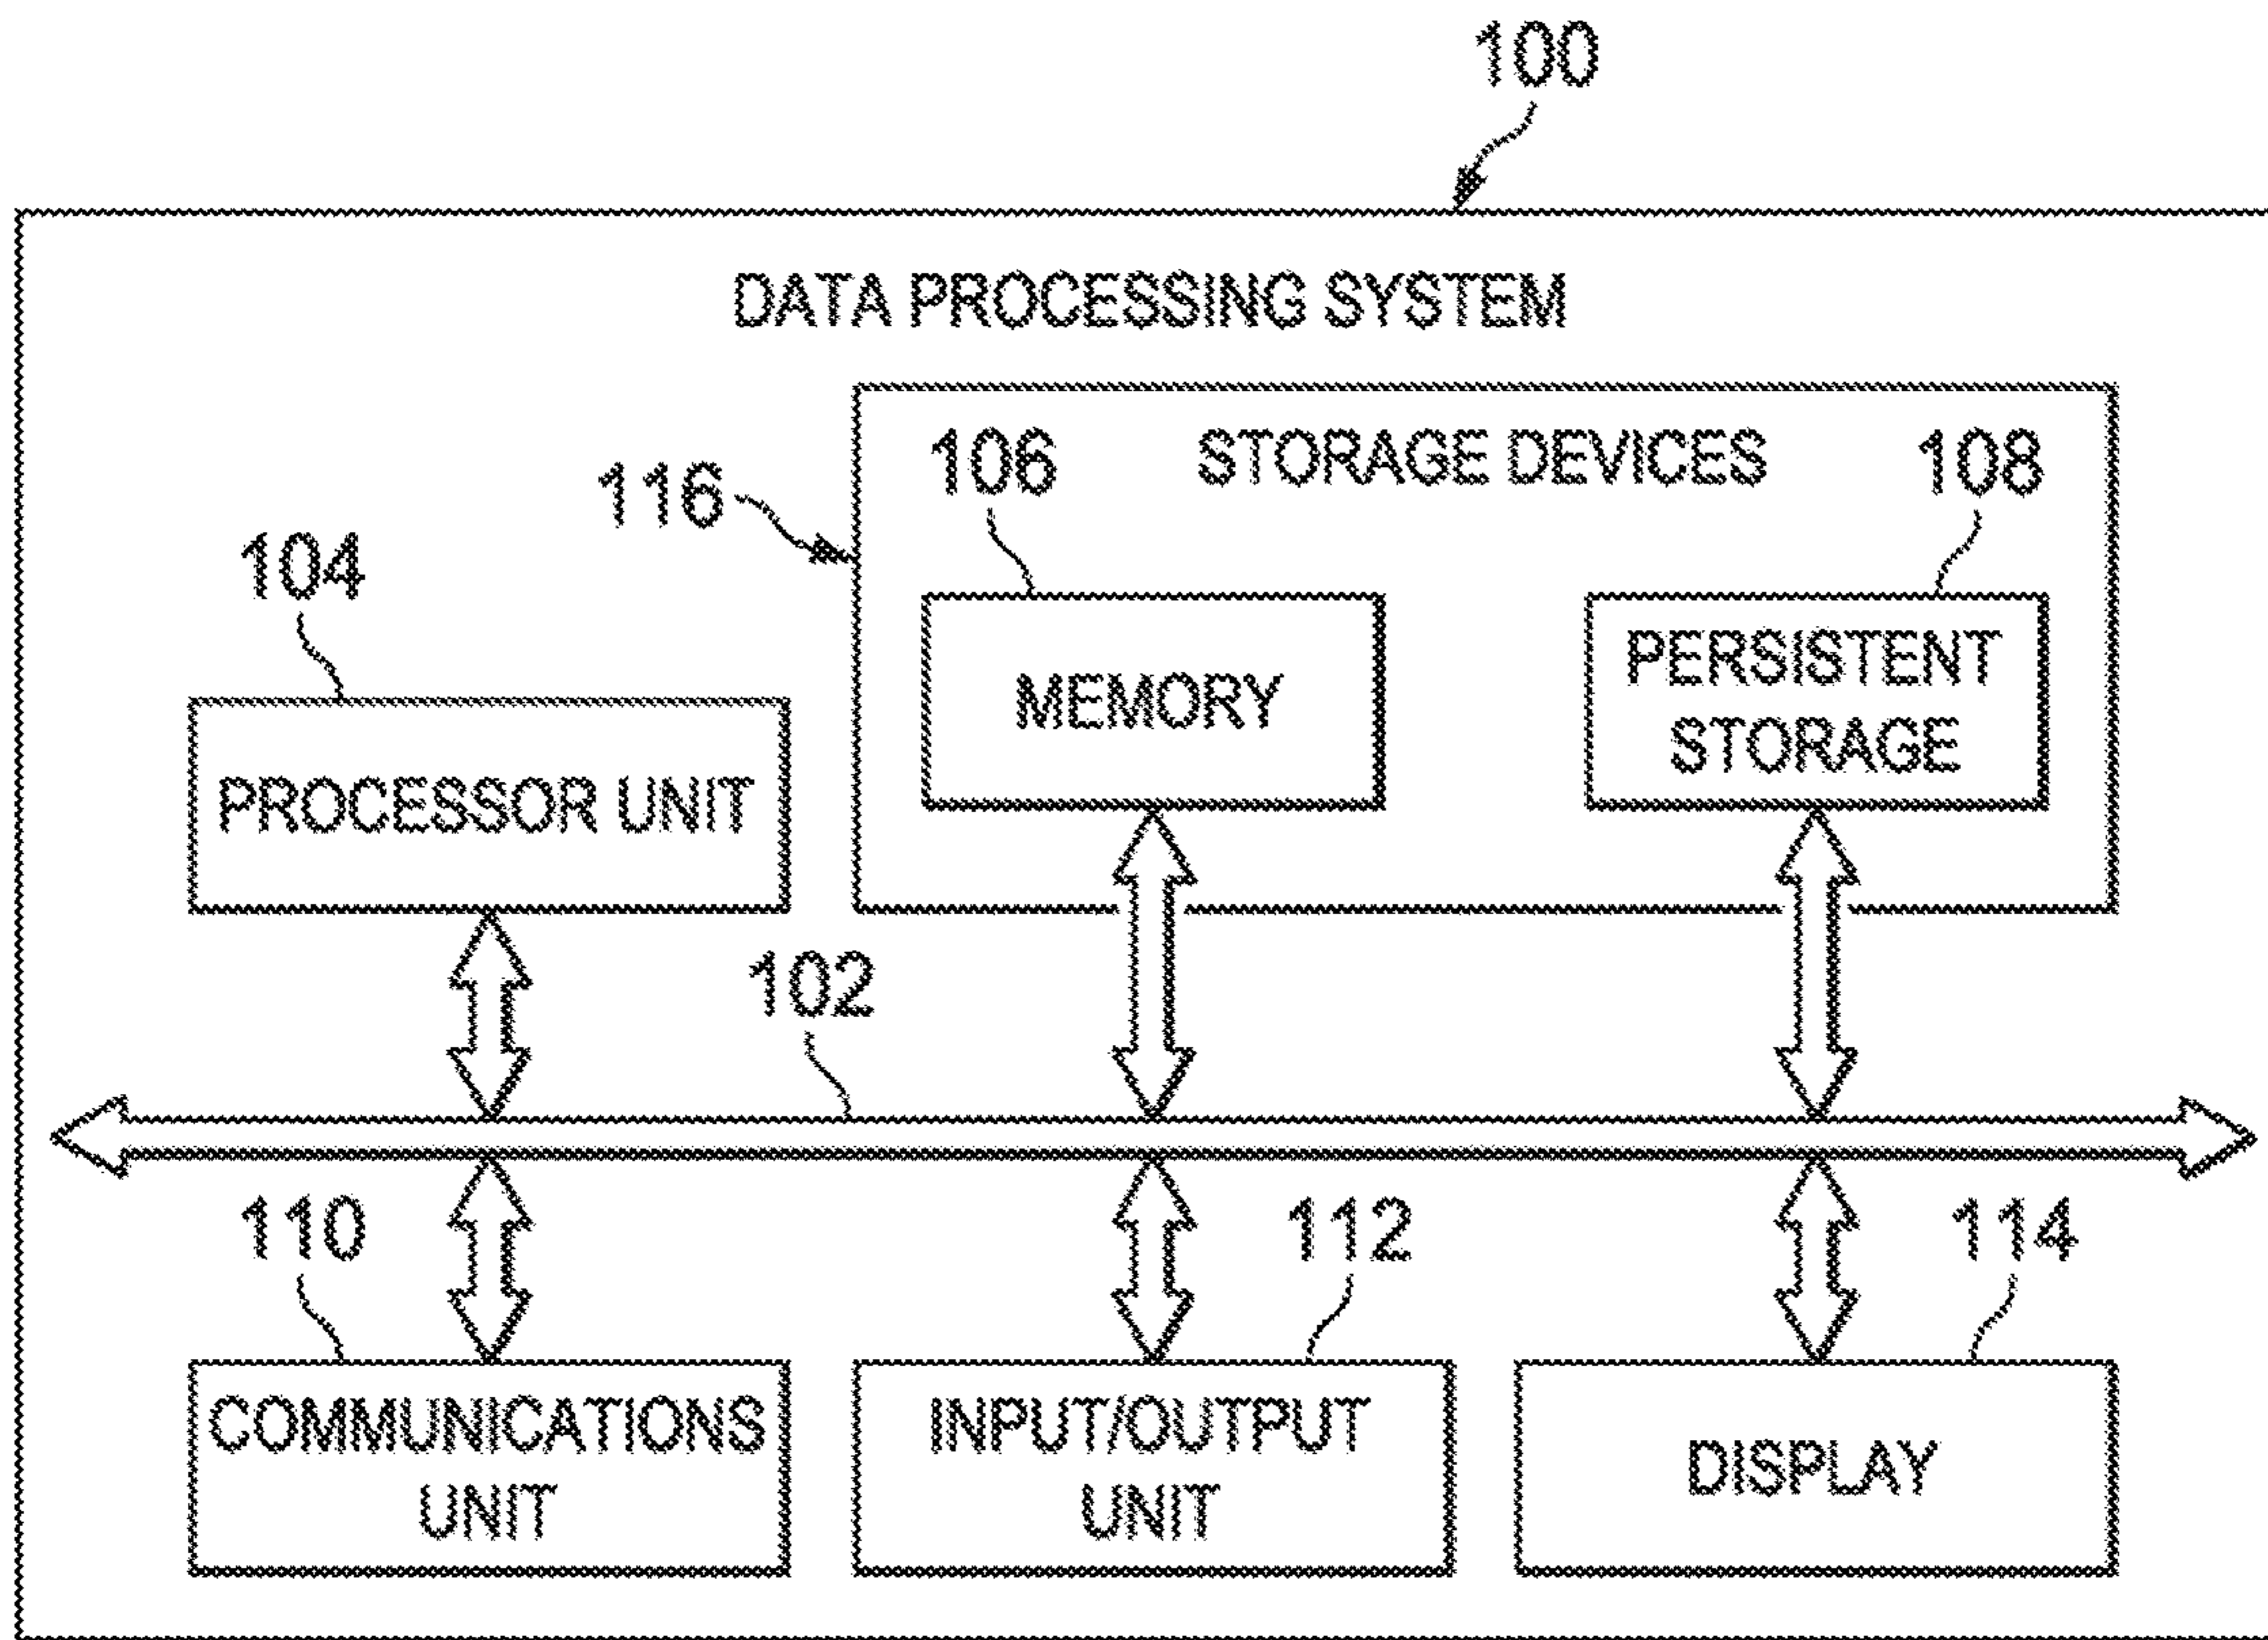 100
DATA PROCESSING SYSTEM
STORAGE DEVICES
106
108
116
104
MEMORY
PERSISTENT
STORAGE
PROCESSOR UNIT
102
110
112
114
COMMUNICATIONS
UNIT
INPUT/OUTPUT
UNIT
DISPLAY